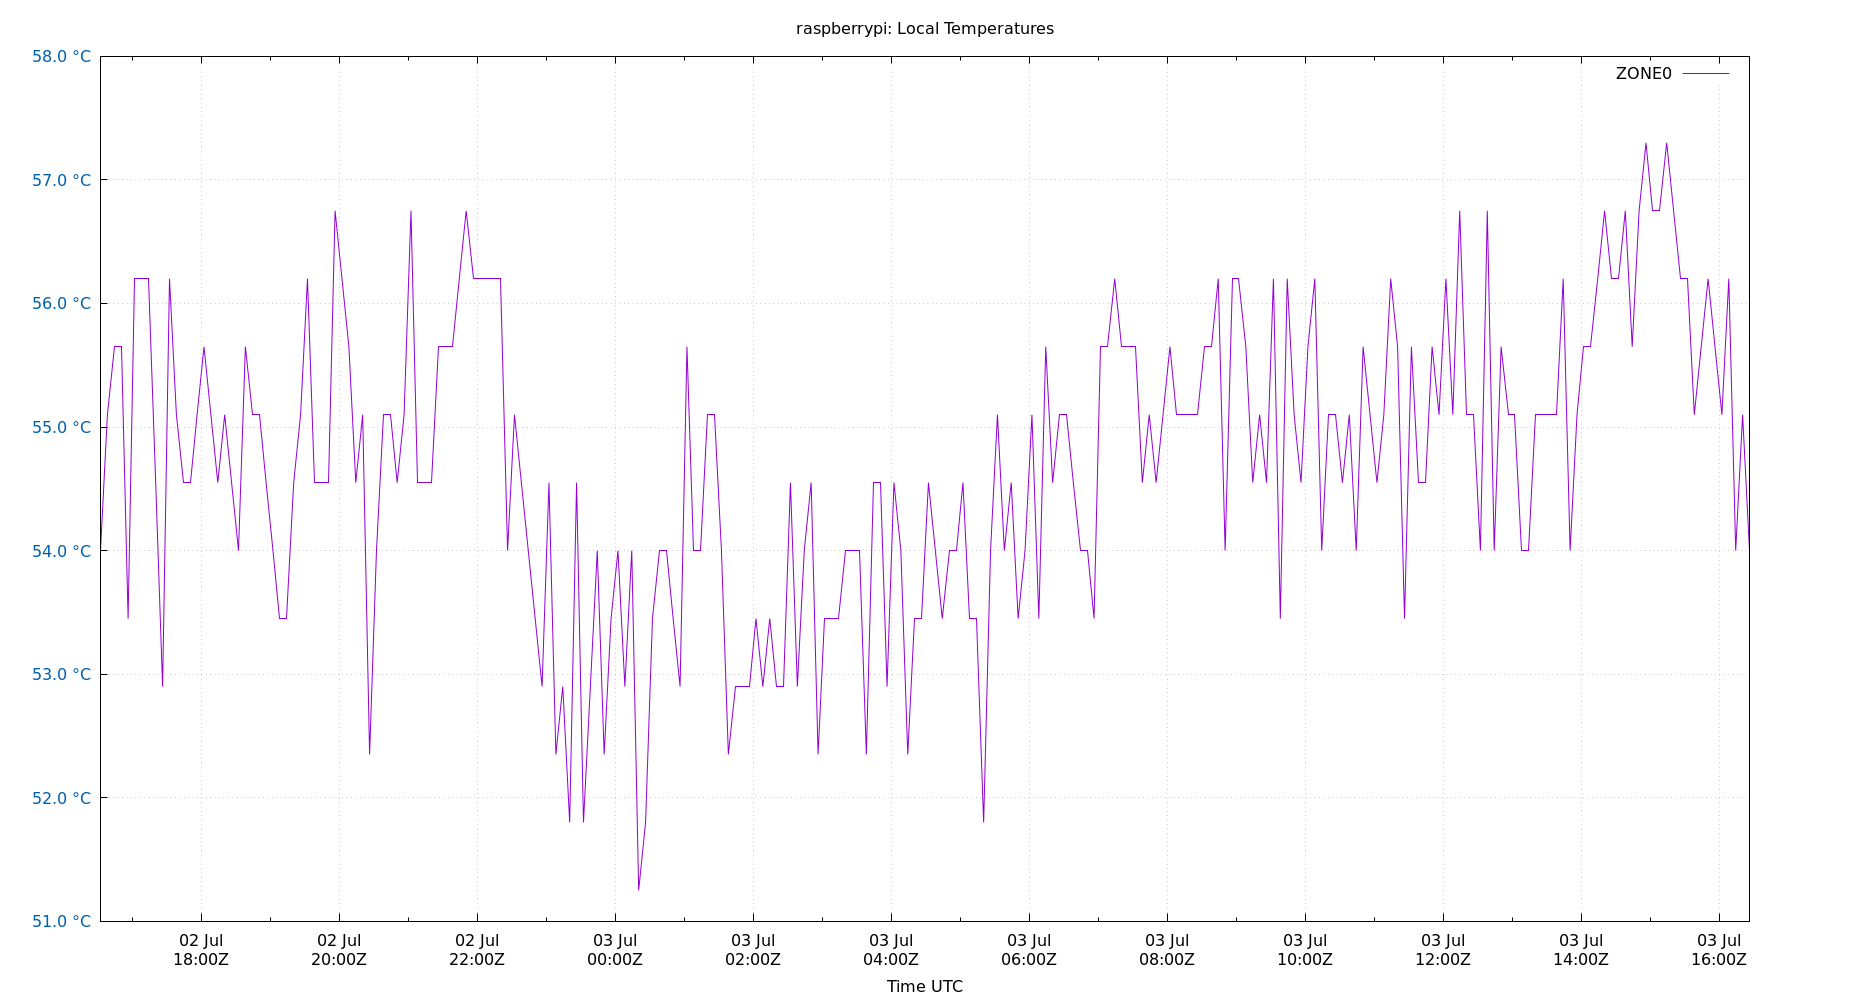 raspberrypi: Local Temperatures
58.0 °C
ZONE0
57.0 °C
56.0 °C
55.0 °C
54.0 °C
53.0 °C
52.0 °C
51.0 °C
02 Jul 02 Jul 02 Jul 03 Jul 03 Jul 03 Jul 03 Jul 03 Jul 03 Jul 03 Jul 03 Jul 03 Jul
18:00Z 20:00Z 22:00Z 00:00Z 02:00Z 04:00Z 06:00Z 08:00Z 10:00Z 12:00Z 14:00Z 16:00Z
Time UTC